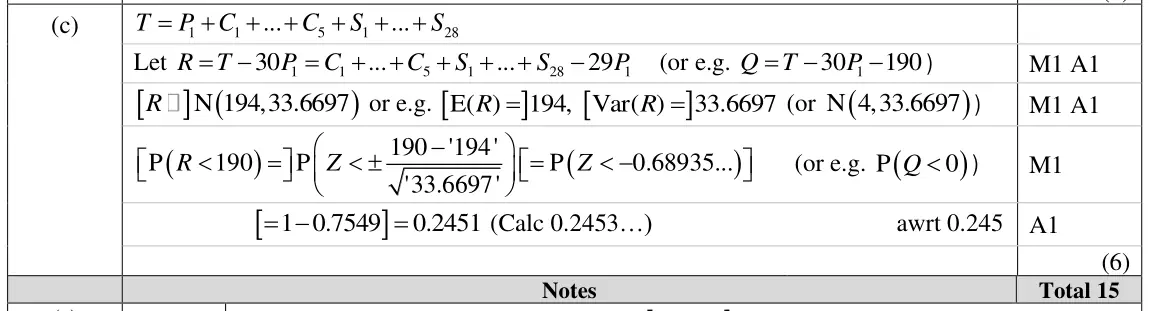 (c) T = P₁ + C₁ + ... + C₅ + S₁ + ... + S₂₈
Let R = T − 30P₁ = C₁ + ... + C₅ + S₁ + ... + S₂₈ − 29P₁ (or e.g. Q = T − 30P₁ − 190) M1 A1
[R □]N(194, 33.6697) or e.g. [E(R) =]194, [Var(R) =]33.6697 (or N(4, 33.6697)) M1 A1
[P(R < 190) =]P(Z < ± (190 − '194') / √'33.6697') [= P(Z < −0.68935...)] (or e.g. P(Q < 0)) M1
[= 1 − 0.7549] = 0.2451 (Calc 0.2453…) awrt 0.245 A1
(6)
Notes Total 15